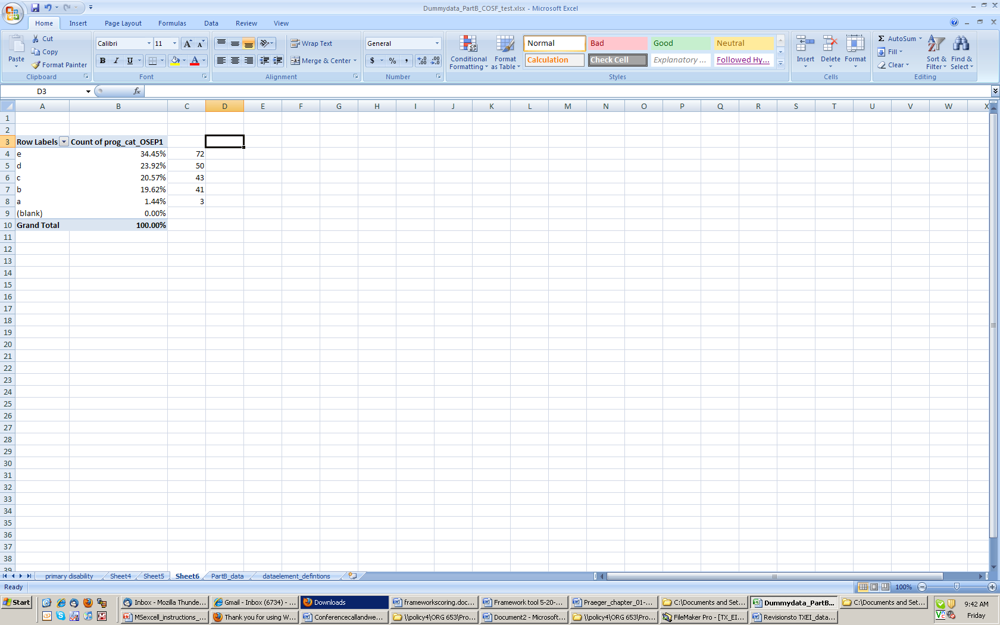 Dummydata_PartB_COSF_test.xlsx - Microsoft Excel
Home Insert Page Layout Formulas Data Review View
Paste
Cut
Copy
Format Painter
Clipboard
Calibri 11
B I U
Font
Wrap Text
Merge & Center
Alignment
General
$ % ,
Number
Conditional Formatting
Format as Table
Normal Bad Good Neutral
Calculation Check Cell Explanatory ... Followed Hy...
Styles
Insert Delete Format
Cells
AutoSum
Fill
Clear
Sort & Filter
Find & Select
Editing
D3 fx
A B C D E F G H I J K L M N O P Q R S T U V W X
1
2
3 Row Labels Count of prog_cat_OSEP1
4 e 34.45% 72
5 d 23.92% 50
6 c 20.57% 43
7 b 19.62% 41
8 a 1.44% 3
9 (blank) 0.00%
10 Grand Total 100.00%
11
12
13
14
15
16
17
18
19
20
21
22
23
24
25
26
27
28
29
30
31
32
33
34
35
36
37
38
39
primary disability Sheet4 Sheet5 Sheet6 PartB_data dataelement_defintions
Ready 100%
Start Inbox - Mozilla Thunde... Gmail - Inbox (6734) - ... Downloads frameworkscoring.doc... Framework tool 5-20-... Praeger_chapter_01-... C:\Documents and Set... Dummydata_PartB... C:\Documents and Set... 9:42 AM
MSexcell_instructions_... Thank you for using W... Conferencecallandwe... \\policy4\ORG 653\Pro... Document2 - Microsoft... \\policy4\ORG 653\Pro... FileMaker Pro - [TX_EI... Revisionsto TXEI_data... Friday